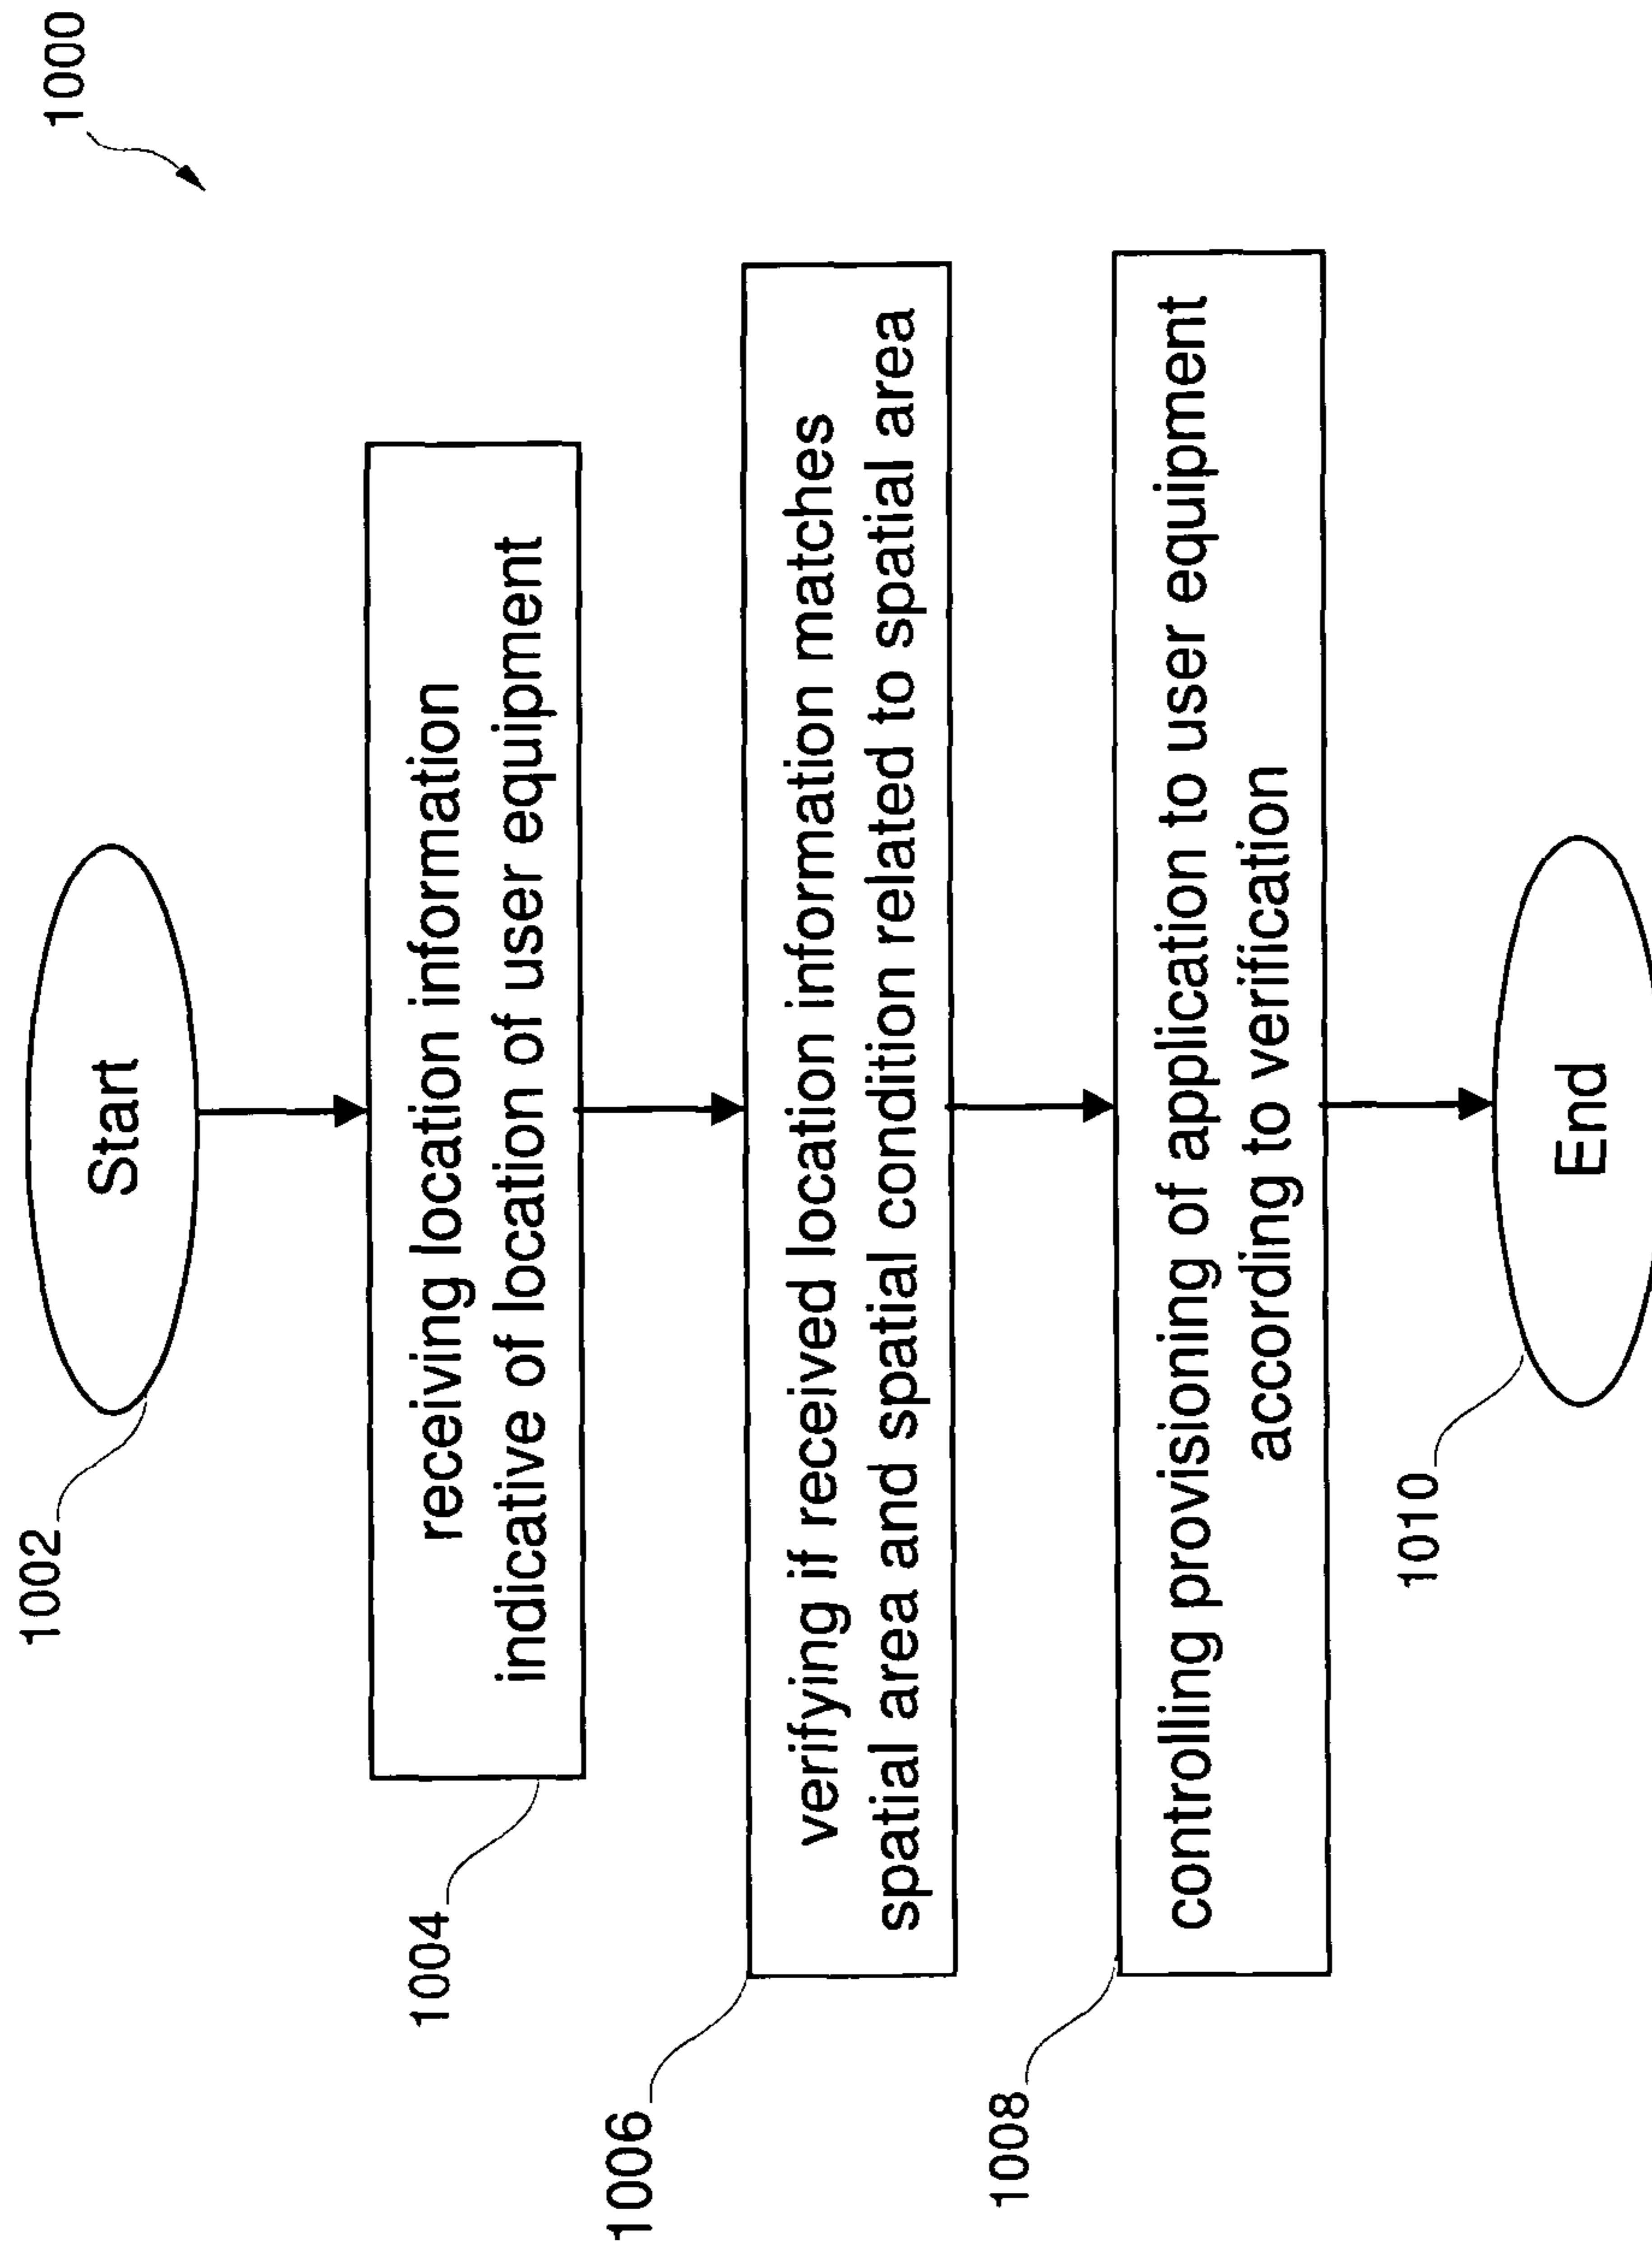 1000
1002
Start
1004
receiving location information
indicative of location of user equipment
1006
verifying if received location information matches
spatial area and spatial condition related to spatial area
1008
controlling provisioning of application to user equipment
according to verification
1010
End